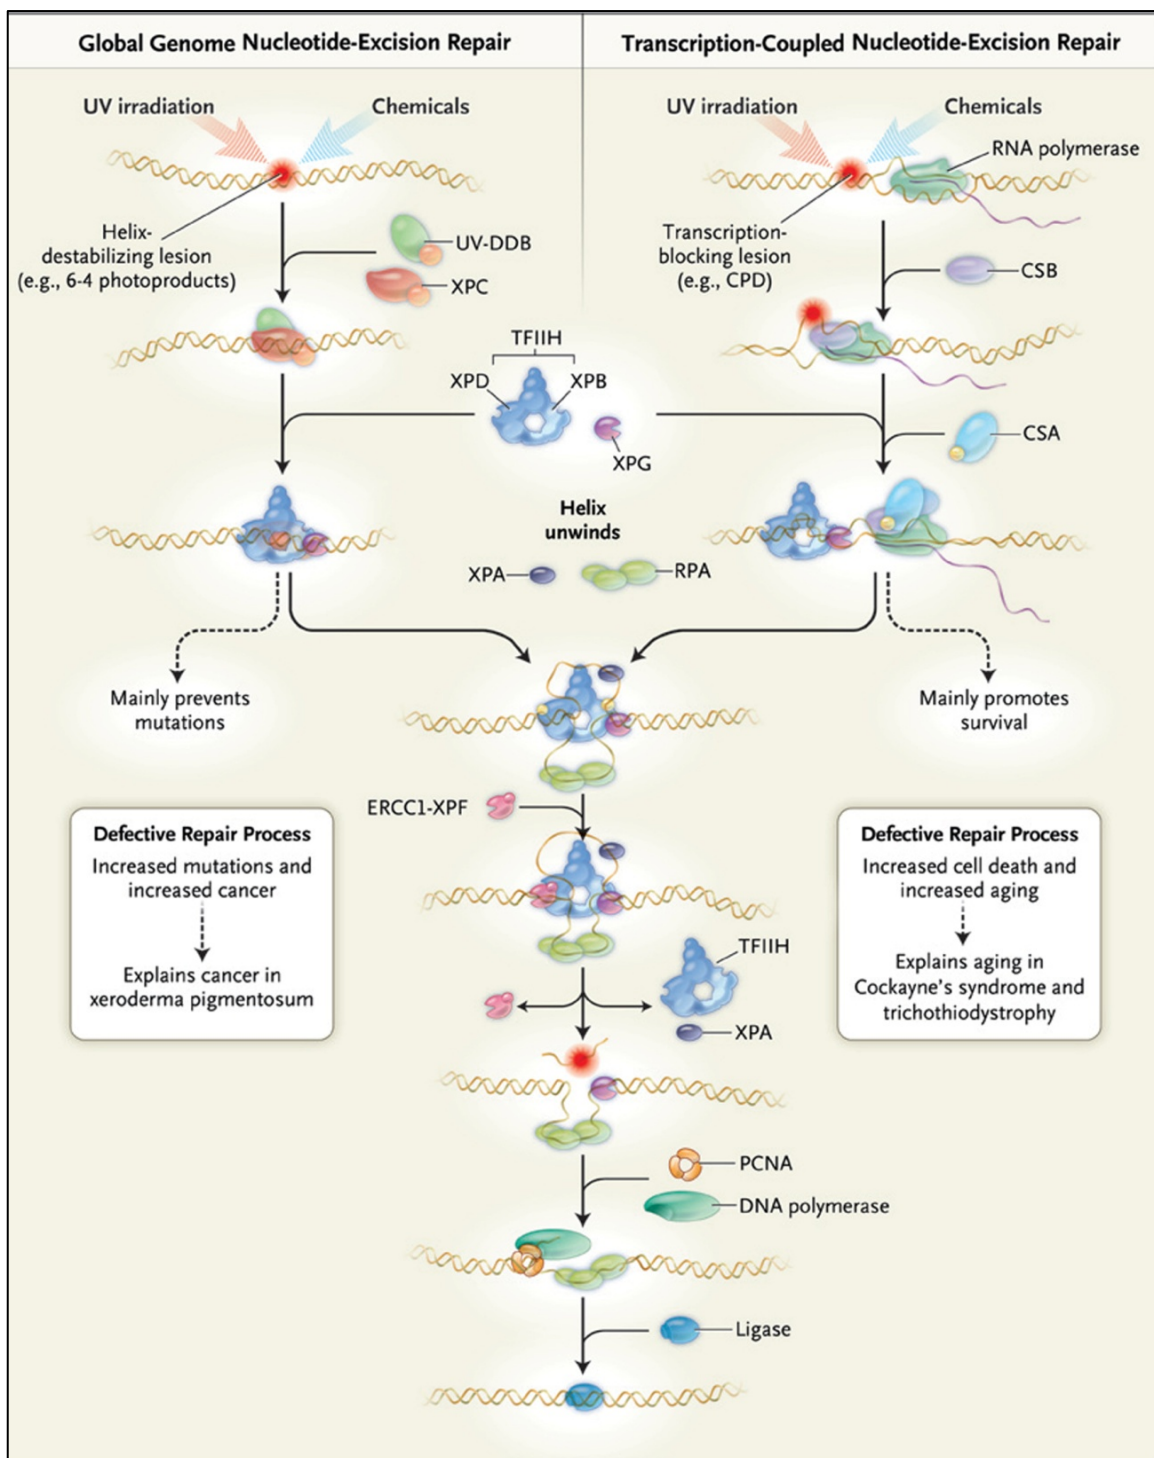 Global Genome Nucleotide-Excision Repair
Transcription-Coupled Nucleotide-Excision Repair
UV irradiation
Chemicals
UV irradiation
Chemicals
RNA polymerase
Helix-
destabilizing lesion
(e.g., 6-4 photoproducts)
UV-DDB
XPC
Transcription-
blocking lesion
(e.g., CPD)
CSB
TFIIH
XPD
XPB
XPG
CSA
Helix
unwinds
XPA
RPA
Mainly prevents
mutations
Mainly promotes
survival
ERCC1-XPF
Defective Repair Process
Increased mutations and
increased cancer
Explains cancer in
xeroderma pigmentosum
Defective Repair Process
Increased cell death and
increased aging
Explains aging in
Cockayne's syndrome and
trichothiodystrophy
TFIIH
XPA
PCNA
DNA polymerase
Ligase